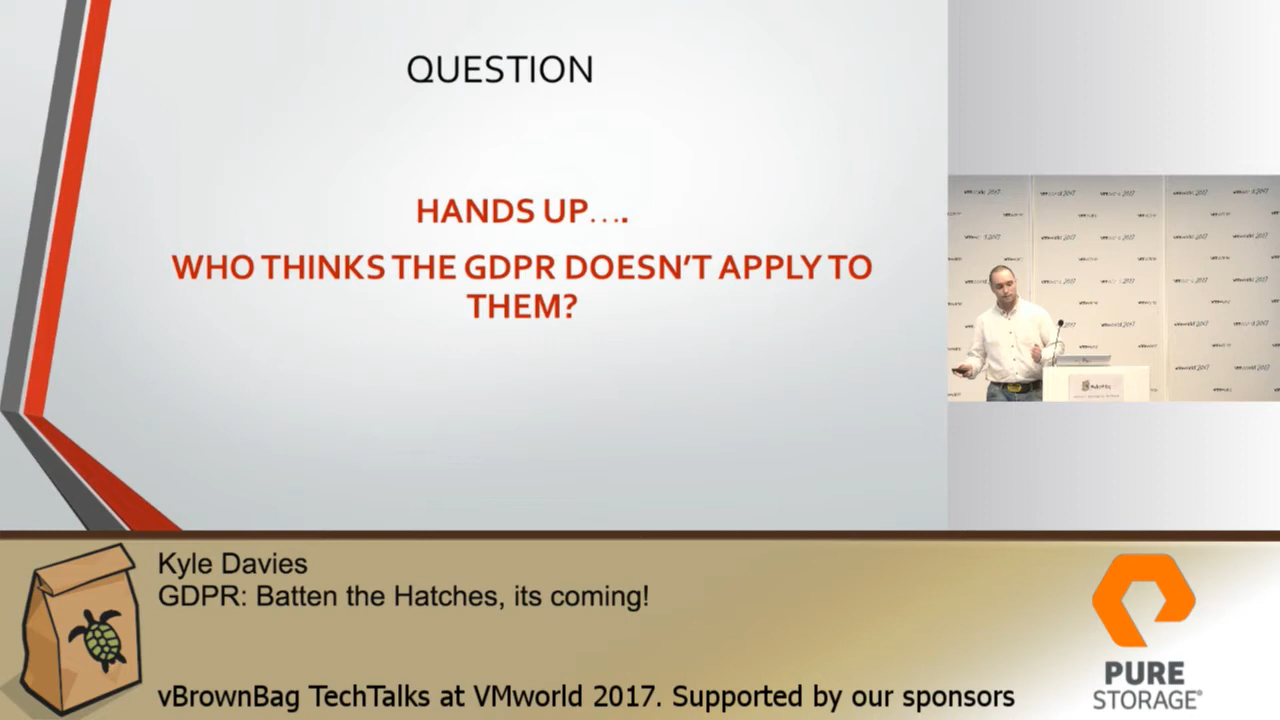 QUESTION
HANDS UP….
WHO THINKS THE GDPR DOESN'T APPLY TO
THEM?
Kyle Davies
GDPR: Batten the Hatches, its coming!
vBrownBag TechTalks at VMworld 2017. Supported by our sponsors
PURE
STORAGE®